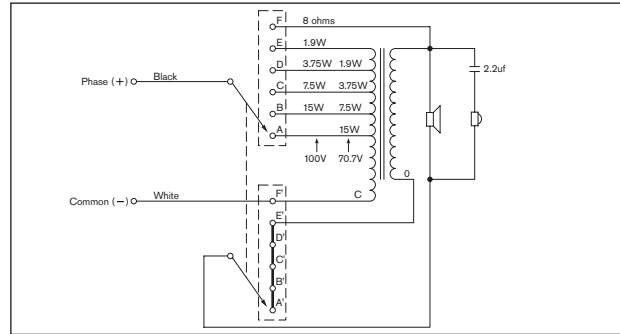 F 8 ohms
E 1.9W
D 3.75W 1.9W
Phase (+) Black C 7.5W 3.75W
B 15W 7.5W
A 15W
100V 70.7V
2.2uf
0
Common (−) White F' C
E'
D'
C'
B'
A'